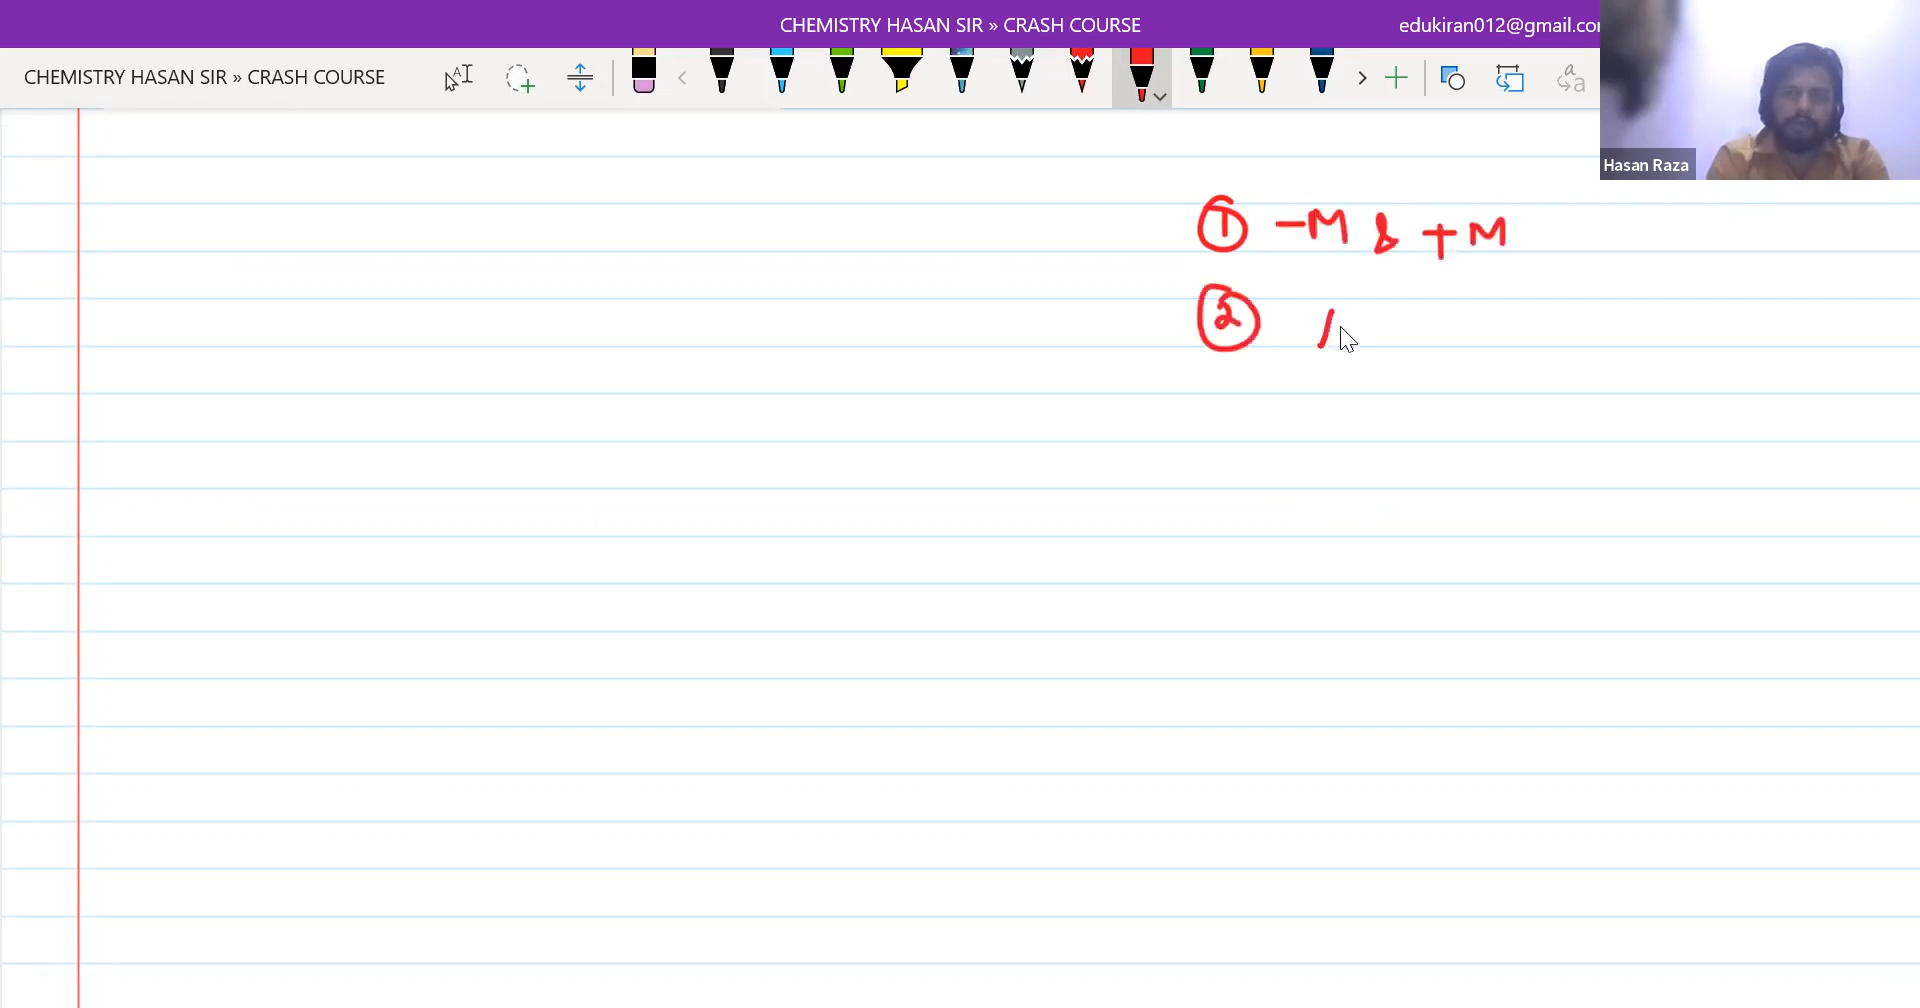 CHEMISTRY HASAN SIR » CRASH COURSE
edukiran012@gmail.co
CHEMISTRY HASAN SIR » CRASH COURSE
Hasan Raza
① -M & +M
②